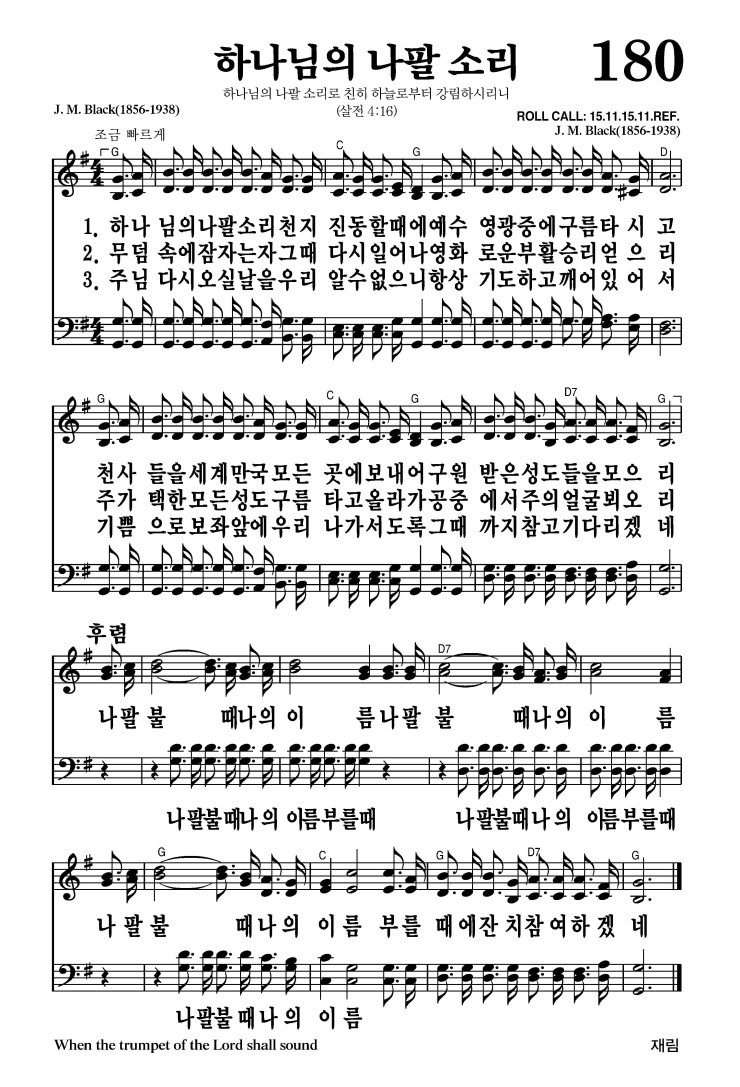 하나님의 나팔 소리 180
하나님의 나팔 소리로 친히 하늘로부터 강림하시리니
(살전 4:16)
J. M. Black(1856-1938)
ROLL CALL: 15.11.15.11.REF.
J. M. Black(1856-1938)
조금 빠르게
G C G D
1. 하나 님의나팔소리천지 진동할때에예수 영광중에구름타 시 고
2. 무덤 속에잠자는자그때 다시일어나영화 로운부활승리얻 으 리
3. 주님 다시오실날을우리 알수없으니항상 기도하고깨어있 어 서
G C G D7 G
천사 들을세계만국모든 곳에보내어구원 받은성도들을모으 리
주가 택한모든성도구름 타고올라가공중 에서주의얼굴뵈오 리
기쁨 으로보좌앞에우리 나가서도록그때 까지참고기다리겠 네
후렴
D7
나팔 불 때나의 이 름나팔 불 때나의 이 름
나팔불때나의 이름부를때 나팔불때나의 이름부를때
G C G D7 G
나 팔 불 때나의 이 름 부를 때에잔 치참여하 겠 네
나팔불때나의 이 름
When the trumpet of the Lord shall sound
재림